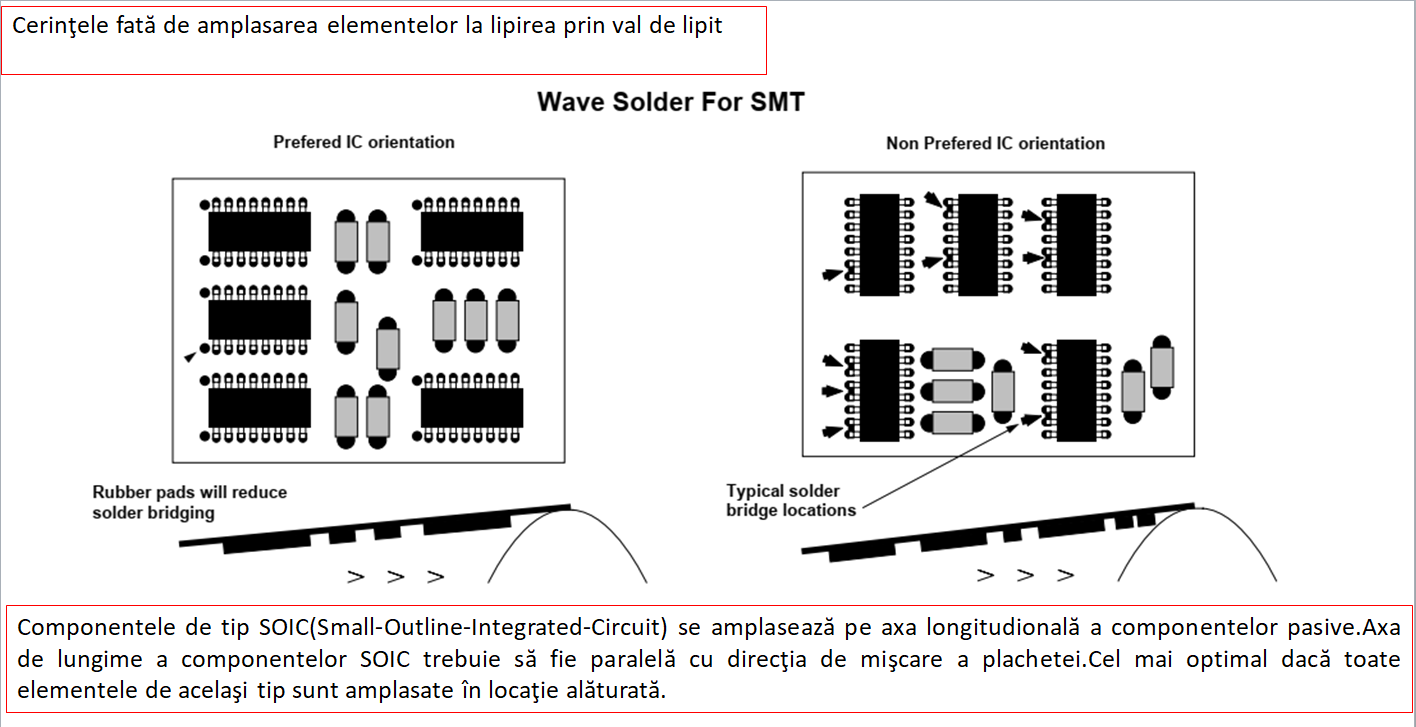 Cerinţele fată de amplasarea elementelor la lipirea prin val de lipit
Wave Solder For SMT
Prefered IC orientation
Non Prefered IC orientation
Rubber pads will reduce
solder bridging
Typical solder
bridge locations
> > >
> > >
Componentele de tip SOIC(Small-Outline-Integrated-Circuit) se amplasează pe axa longitudională a componentelor pasive.Axa
de lungime a componentelor SOIC trebuie să fie paralelă cu direcţia de mişcare a plachetei.Cel mai optimal dacă toate
elementele de acelaşi tip sunt amplasate în locaţie alăturată.